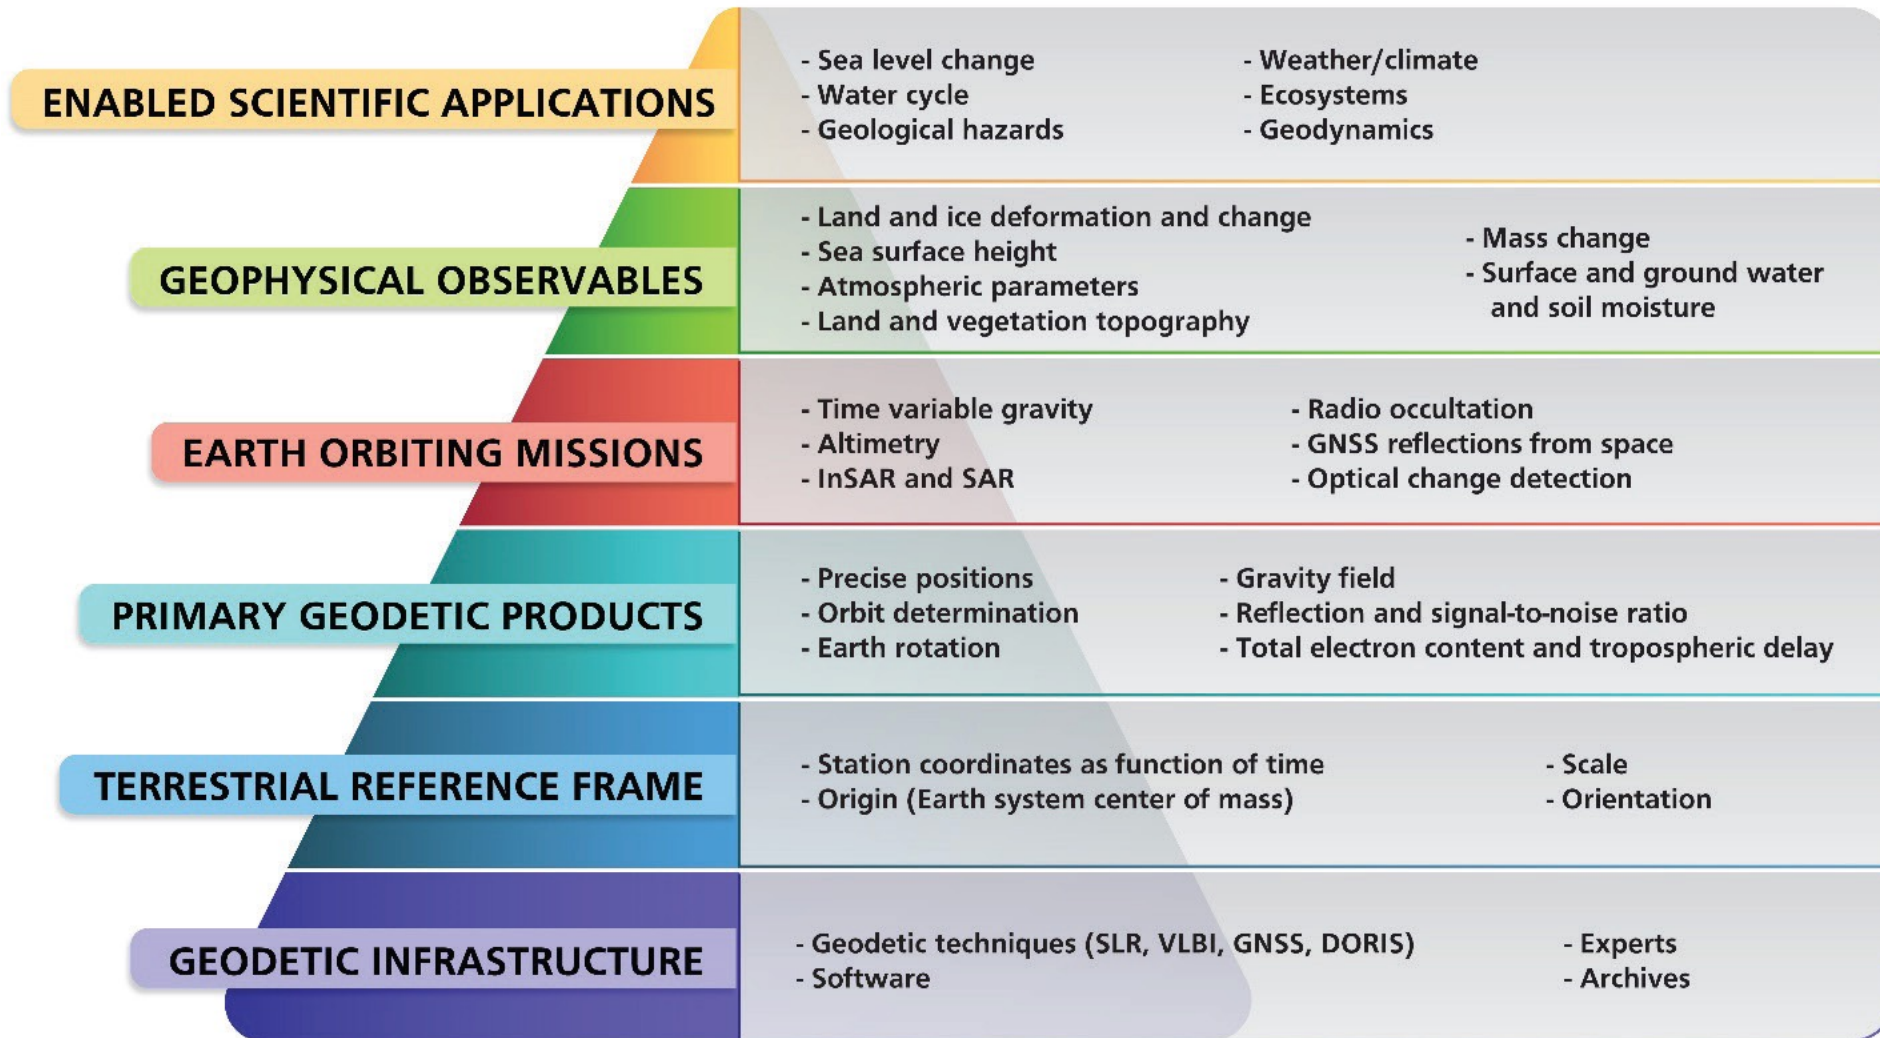 ENABLED SCIENTIFIC APPLICATIONS
- Sea level change
- Water cycle
- Geological hazards
- Weather/climate
- Ecosystems
- Geodynamics
GEOPHYSICAL OBSERVABLES
- Land and ice deformation and change
- Sea surface height
- Atmospheric parameters
- Land and vegetation topography
- Mass change
- Surface and ground water
and soil moisture
EARTH ORBITING MISSIONS
- Time variable gravity
- Altimetry
- InSAR and SAR
- Radio occultation
- GNSS reflections from space
- Optical change detection
PRIMARY GEODETIC PRODUCTS
- Precise positions
- Orbit determination
- Earth rotation
- Gravity field
- Reflection and signal-to-noise ratio
- Total electron content and tropospheric delay
TERRESTRIAL REFERENCE FRAME
- Station coordinates as function of time
- Origin (Earth system center of mass)
- Scale
- Orientation
GEODETIC INFRASTRUCTURE
- Geodetic techniques (SLR, VLBI, GNSS, DORIS)
- Software
- Experts
- Archives